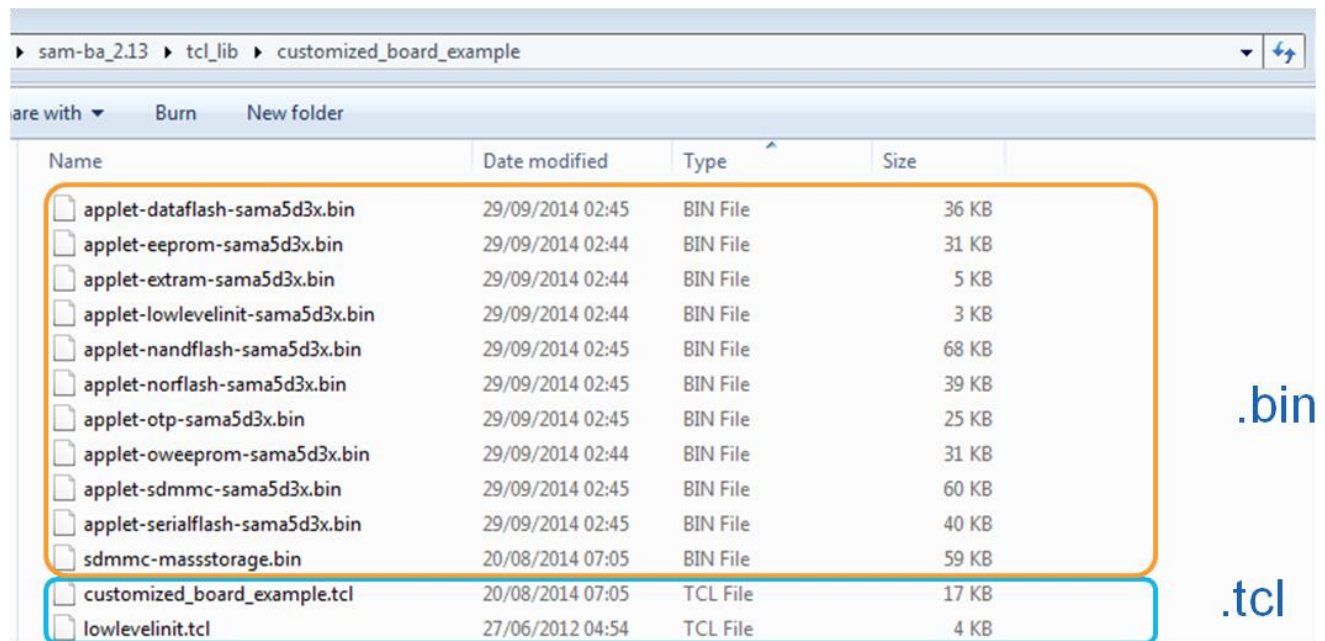 sam-ba_2.13 ▸ tcl_lib ▸ customized_board_example
are with Burn New folder
Name Date modified Type Size
applet-dataflash-sama5d3x.bin 29/09/2014 02:45 BIN File 36 KB
applet-eeprom-sama5d3x.bin 29/09/2014 02:44 BIN File 31 KB
applet-extram-sama5d3x.bin 29/09/2014 02:44 BIN File 5 KB
applet-lowlevelinit-sama5d3x.bin 29/09/2014 02:44 BIN File 3 KB
applet-nandflash-sama5d3x.bin 29/09/2014 02:45 BIN File 68 KB
applet-norflash-sama5d3x.bin 29/09/2014 02:45 BIN File 39 KB
applet-otp-sama5d3x.bin 29/09/2014 02:45 BIN File 25 KB
.bin
applet-oweeprom-sama5d3x.bin 29/09/2014 02:44 BIN File 31 KB
applet-sdmmc-sama5d3x.bin 29/09/2014 02:45 BIN File 60 KB
applet-serialflash-sama5d3x.bin 29/09/2014 02:45 BIN File 40 KB
sdmmc-massstorage.bin 20/08/2014 07:05 BIN File 59 KB
customized_board_example.tcl 20/08/2014 07:05 TCL File 17 KB
.tcl
lowlevelinit.tcl 27/06/2012 04:54 TCL File 4 KB